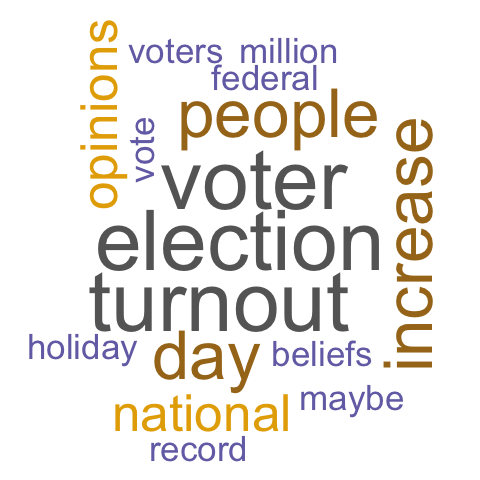 opinions
voters million
federal
vote
people
increase
voter
election
turnout
holiday
day
beliefs
national
maybe
record